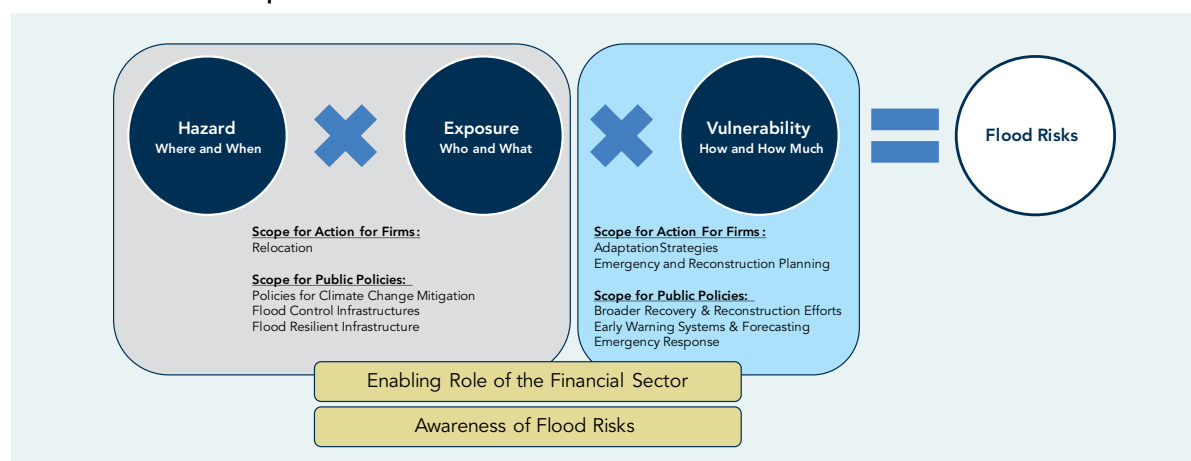 Hazard
Where and When
Exposure
Who and What
Vulnerability
How and How Much
Flood Risks
Scope for Action for Firms:
Relocation
Scope for Public Policies:
Policies for Climate Change Mitigation
Flood Control Infrastructures
Flood Resilient Infrastructure
Scope for Action For Firms:
AdaptationStrategies
Emergency and Reconstruction Planning
Scope for Public Policies:
Broader Recovery & Reconstruction Efforts
Early Warning Systems & Forecasting
Emergency Response
Enabling Role of the Financial Sector
Awareness of Flood Risks